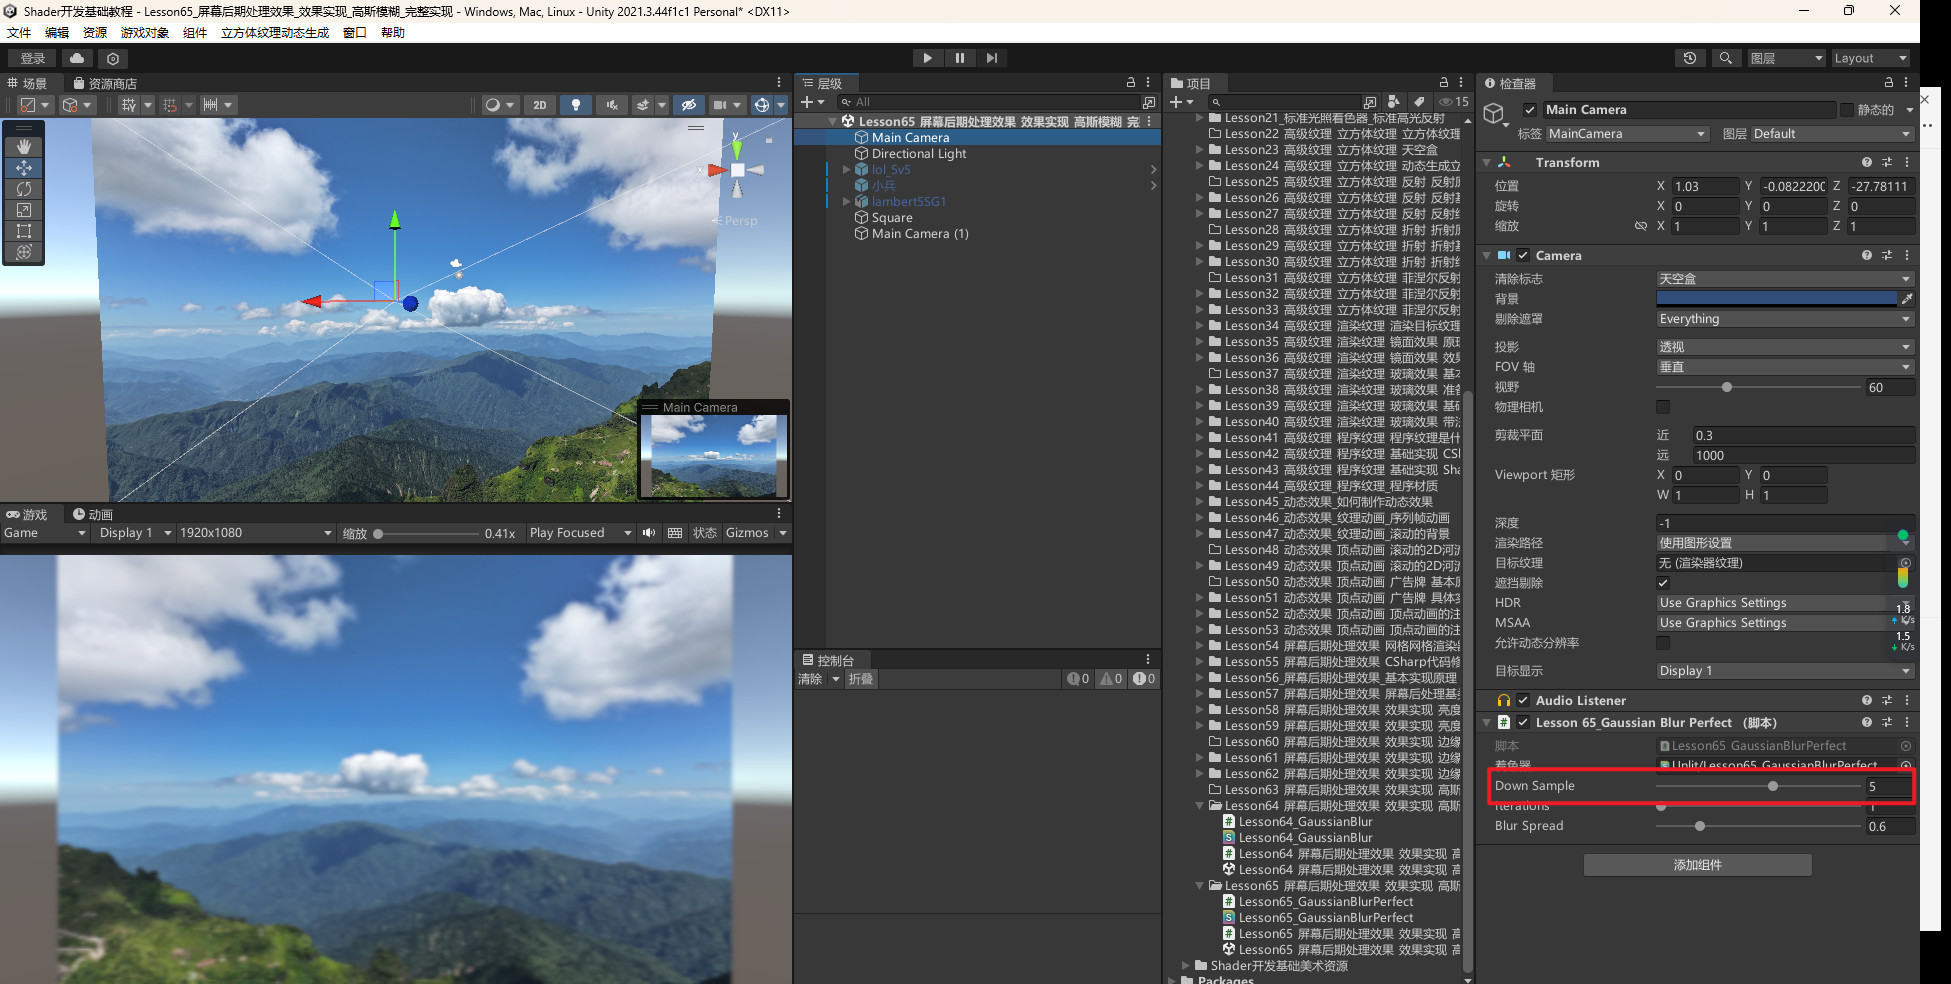 Shader开发基础教程 - Lesson65_屏幕后期处理效果_效果实现_高斯模糊_完整实现 - Windows, Mac, Linux - Unity 2021.3.44f1c1 Personal* <DX11>
文件 编辑 资源 游戏对象 组件 立方体纹理动态生成 窗口 帮助
登录
图层 Layout
场景 资源商店
2D
Persp
Main Camera
游戏 动画
Game Display 1 1920x1080 缩放 0.41x Play Focused 状态 Gizmos
层级
All
Lesson65 屏幕后期处理效果 效果实现 高斯模糊 完
Main Camera
Directional Light
lol_5v5
小兵
lambert5SG1
Square
Main Camera (1)
控制台
清除 折叠 0 0 0
项目
15
Lesson21_标准光照着色器_标准高光反射
Lesson22 高级纹理 立方体纹理 立方体纹理
Lesson23 高级纹理 立方体纹理 天空盒
Lesson24 高级纹理 立方体纹理 动态生成立
Lesson25 高级纹理 立方体纹理 反射 反射原
Lesson26 高级纹理 立方体纹理 反射 反射基
Lesson27 高级纹理 立方体纹理 反射 反射结
Lesson28 高级纹理 立方体纹理 折射 折射原
Lesson29 高级纹理 立方体纹理 折射 折射基
Lesson30 高级纹理 立方体纹理 折射 折射结
Lesson31 高级纹理 立方体纹理 菲涅尔反射
Lesson32 高级纹理 立方体纹理 菲涅尔反射
Lesson33 高级纹理 立方体纹理 菲涅尔反射
Lesson34 高级纹理 渲染纹理 渲染目标纹理
Lesson35 高级纹理 渲染纹理 镜面效果 原理
Lesson36 高级纹理 渲染纹理 镜面效果 效果
Lesson37 高级纹理 渲染纹理 玻璃效果 基本
Lesson38 高级纹理 渲染纹理 玻璃效果 准备
Lesson39 高级纹理 渲染纹理 玻璃效果 基础
Lesson40 高级纹理 渲染纹理 玻璃效果 带法
Lesson41 高级纹理 程序纹理 程序纹理是什
Lesson42 高级纹理 程序纹理 基础实现 CSl
Lesson43 高级纹理 程序纹理 基础实现 Sha
Lesson44_高级纹理_程序纹理_程序材质
Lesson45_动态效果_如何制作动态效果
Lesson46_动态效果_纹理动画_序列帧动画
Lesson47_动态效果_纹理动画_滚动的背景
Lesson48 动态效果 顶点动画 滚动的2D河流
Lesson49 动态效果 顶点动画 滚动的2D河流
Lesson50 动态效果 顶点动画 广告牌 基本原
Lesson51 动态效果 顶点动画 广告牌 具体实
Lesson52 动态效果 顶点动画 顶点动画的注
Lesson53 动态效果 顶点动画 顶点动画的注
Lesson54 屏幕后期处理效果 网格网格渲染器
Lesson55 屏幕后期处理效果 CSharp代码修
Lesson56_屏幕后期处理效果_基本实现原理
Lesson57 屏幕后期处理效果 屏幕后处理基类
Lesson58 屏幕后期处理效果 效果实现 亮度
Lesson59 屏幕后期处理效果 效果实现 亮度
Lesson60 屏幕后期处理效果 效果实现 边缘
Lesson61 屏幕后期处理效果 效果实现 边缘
Lesson62 屏幕后期处理效果 效果实现 边缘
Lesson63 屏幕后期处理效果 效果实现 高斯
Lesson64 屏幕后期处理效果 效果实现 高斯
Lesson64_GaussianBlur
Lesson64_GaussianBlur
Lesson64 屏幕后期处理效果 效果实现 高
Lesson64 屏幕后期处理效果 效果实现 高
Lesson65 屏幕后期处理效果 效果实现 高斯
Lesson65_GaussianBlurPerfect
Lesson65_GaussianBlurPerfect
Lesson65 屏幕后期处理效果 效果实现 高
Lesson65 屏幕后期处理效果 效果实现 高
Shader开发基础美术资源
Packages
检查器
Main Camera 静态的
标签 MainCamera 图层 Default
Transform
位置 X 1.03 Y -0.0822200 Z -27.78111
旋转 X 0 Y 0 Z 0
缩放 X 1 Y 1 Z 1
Camera
清除标志 天空盒
背景
剔除遮罩 Everything
投影 透视
FOV 轴 垂直
视野 60
物理相机
剪裁平面 近 0.3
远 1000
Viewport 矩形 X 0 Y 0
W 1 H 1
深度 -1
渲染路径 使用图形设置
目标纹理 无 (渲染器纹理)
遮挡剔除
HDR Use Graphics Settings
MSAA Use Graphics Settings
允许动态分辨率
目标显示 Display 1
1.8
K/s
1.5
K/s
Audio Listener
Lesson 65_Gaussian Blur Perfect （脚本）
脚本 Lesson65 GaussianBlurPerfect
着色器 Unlit/Lesson65 GaussianBlurPerfect
Down Sample 5
Iterations 1
Blur Spread 0.6
添加组件